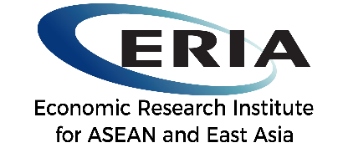 ERIA
Economic Research Institute
for ASEAN and East Asia